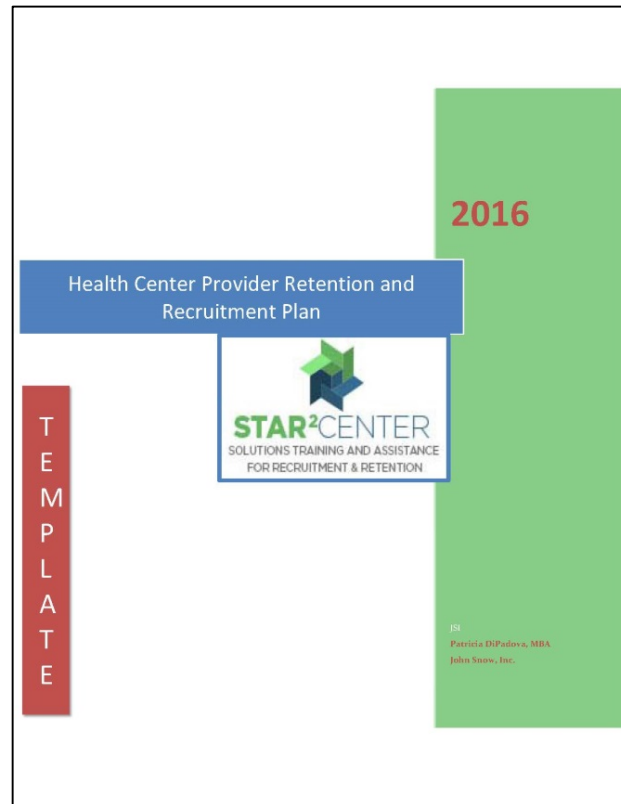 2016
Health Center Provider Retention and
Recruitment Plan
STAR²CENTER
SOLUTIONS TRAINING AND ASSISTANCE
FOR RECRUITMENT & RETENTION
T
E
M
P
L
A
T
E
JSI
Patricia DiPadova, MBA
John Snow, Inc.